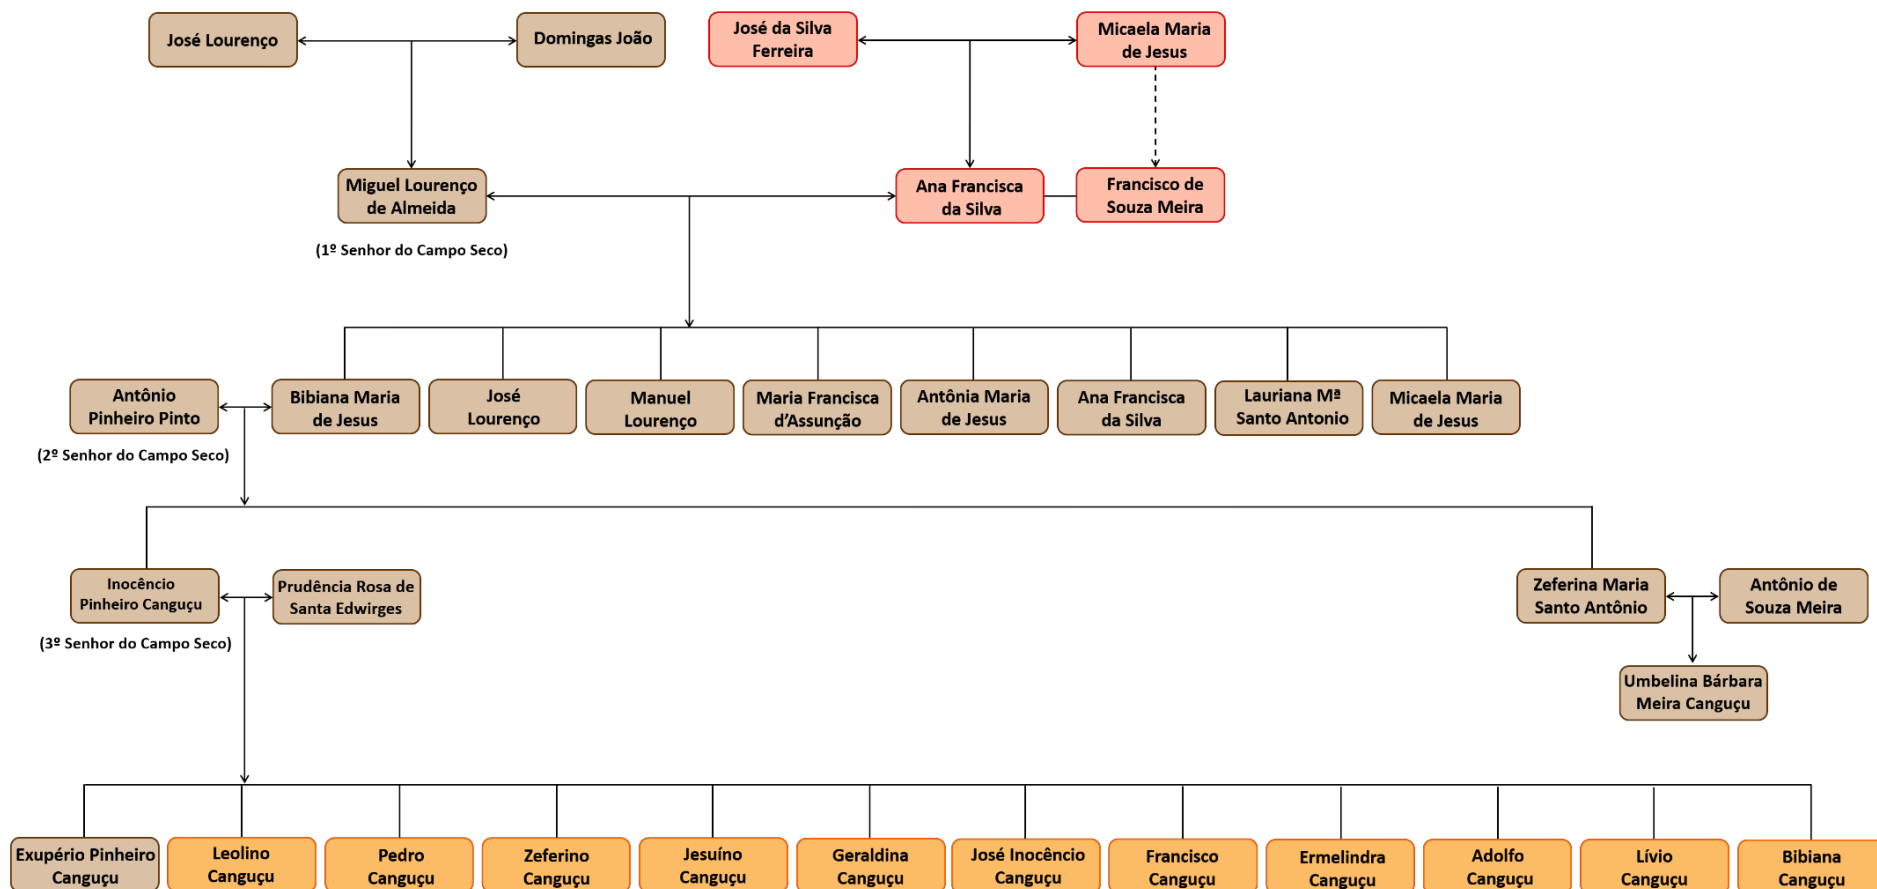 José Lourenço
Domingas João
José da Silva
Ferreira
Micaela Maria
de Jesus
Miguel Lourenço
de Almeida
Ana Francisca
da Silva
Francisco de
Souza Meira
(1º Senhor do Campo Seco)
Antônio
Pinheiro Pinto
Bibiana Maria
de Jesus
José
Lourenço
Manuel
Lourenço
Maria Francisca
d’Assunção
Antônia Maria
de Jesus
Ana Francisca
da Silva
Lauriana Mª
Santo Antonio
Micaela Maria
de Jesus
(2º Senhor do Campo Seco)
Inocêncio
Pinheiro Canguçu
Prudência Rosa de
Santa Edwirges
Zeferina Maria
Santo Antônio
Antônio de
Souza Meira
(3º Senhor do Campo Seco)
Umbelina Bárbara
Meira Canguçu
Exupério Pinheiro
Canguçu
Leolino
Canguçu
Pedro
Canguçu
Zeferino
Canguçu
Jesuíno
Canguçu
Geraldina
Canguçu
José Inocêncio
Canguçu
Francisco
Canguçu
Ermelindra
Canguçu
Adolfo
Canguçu
Lívio
Canguçu
Bibiana
Canguçu